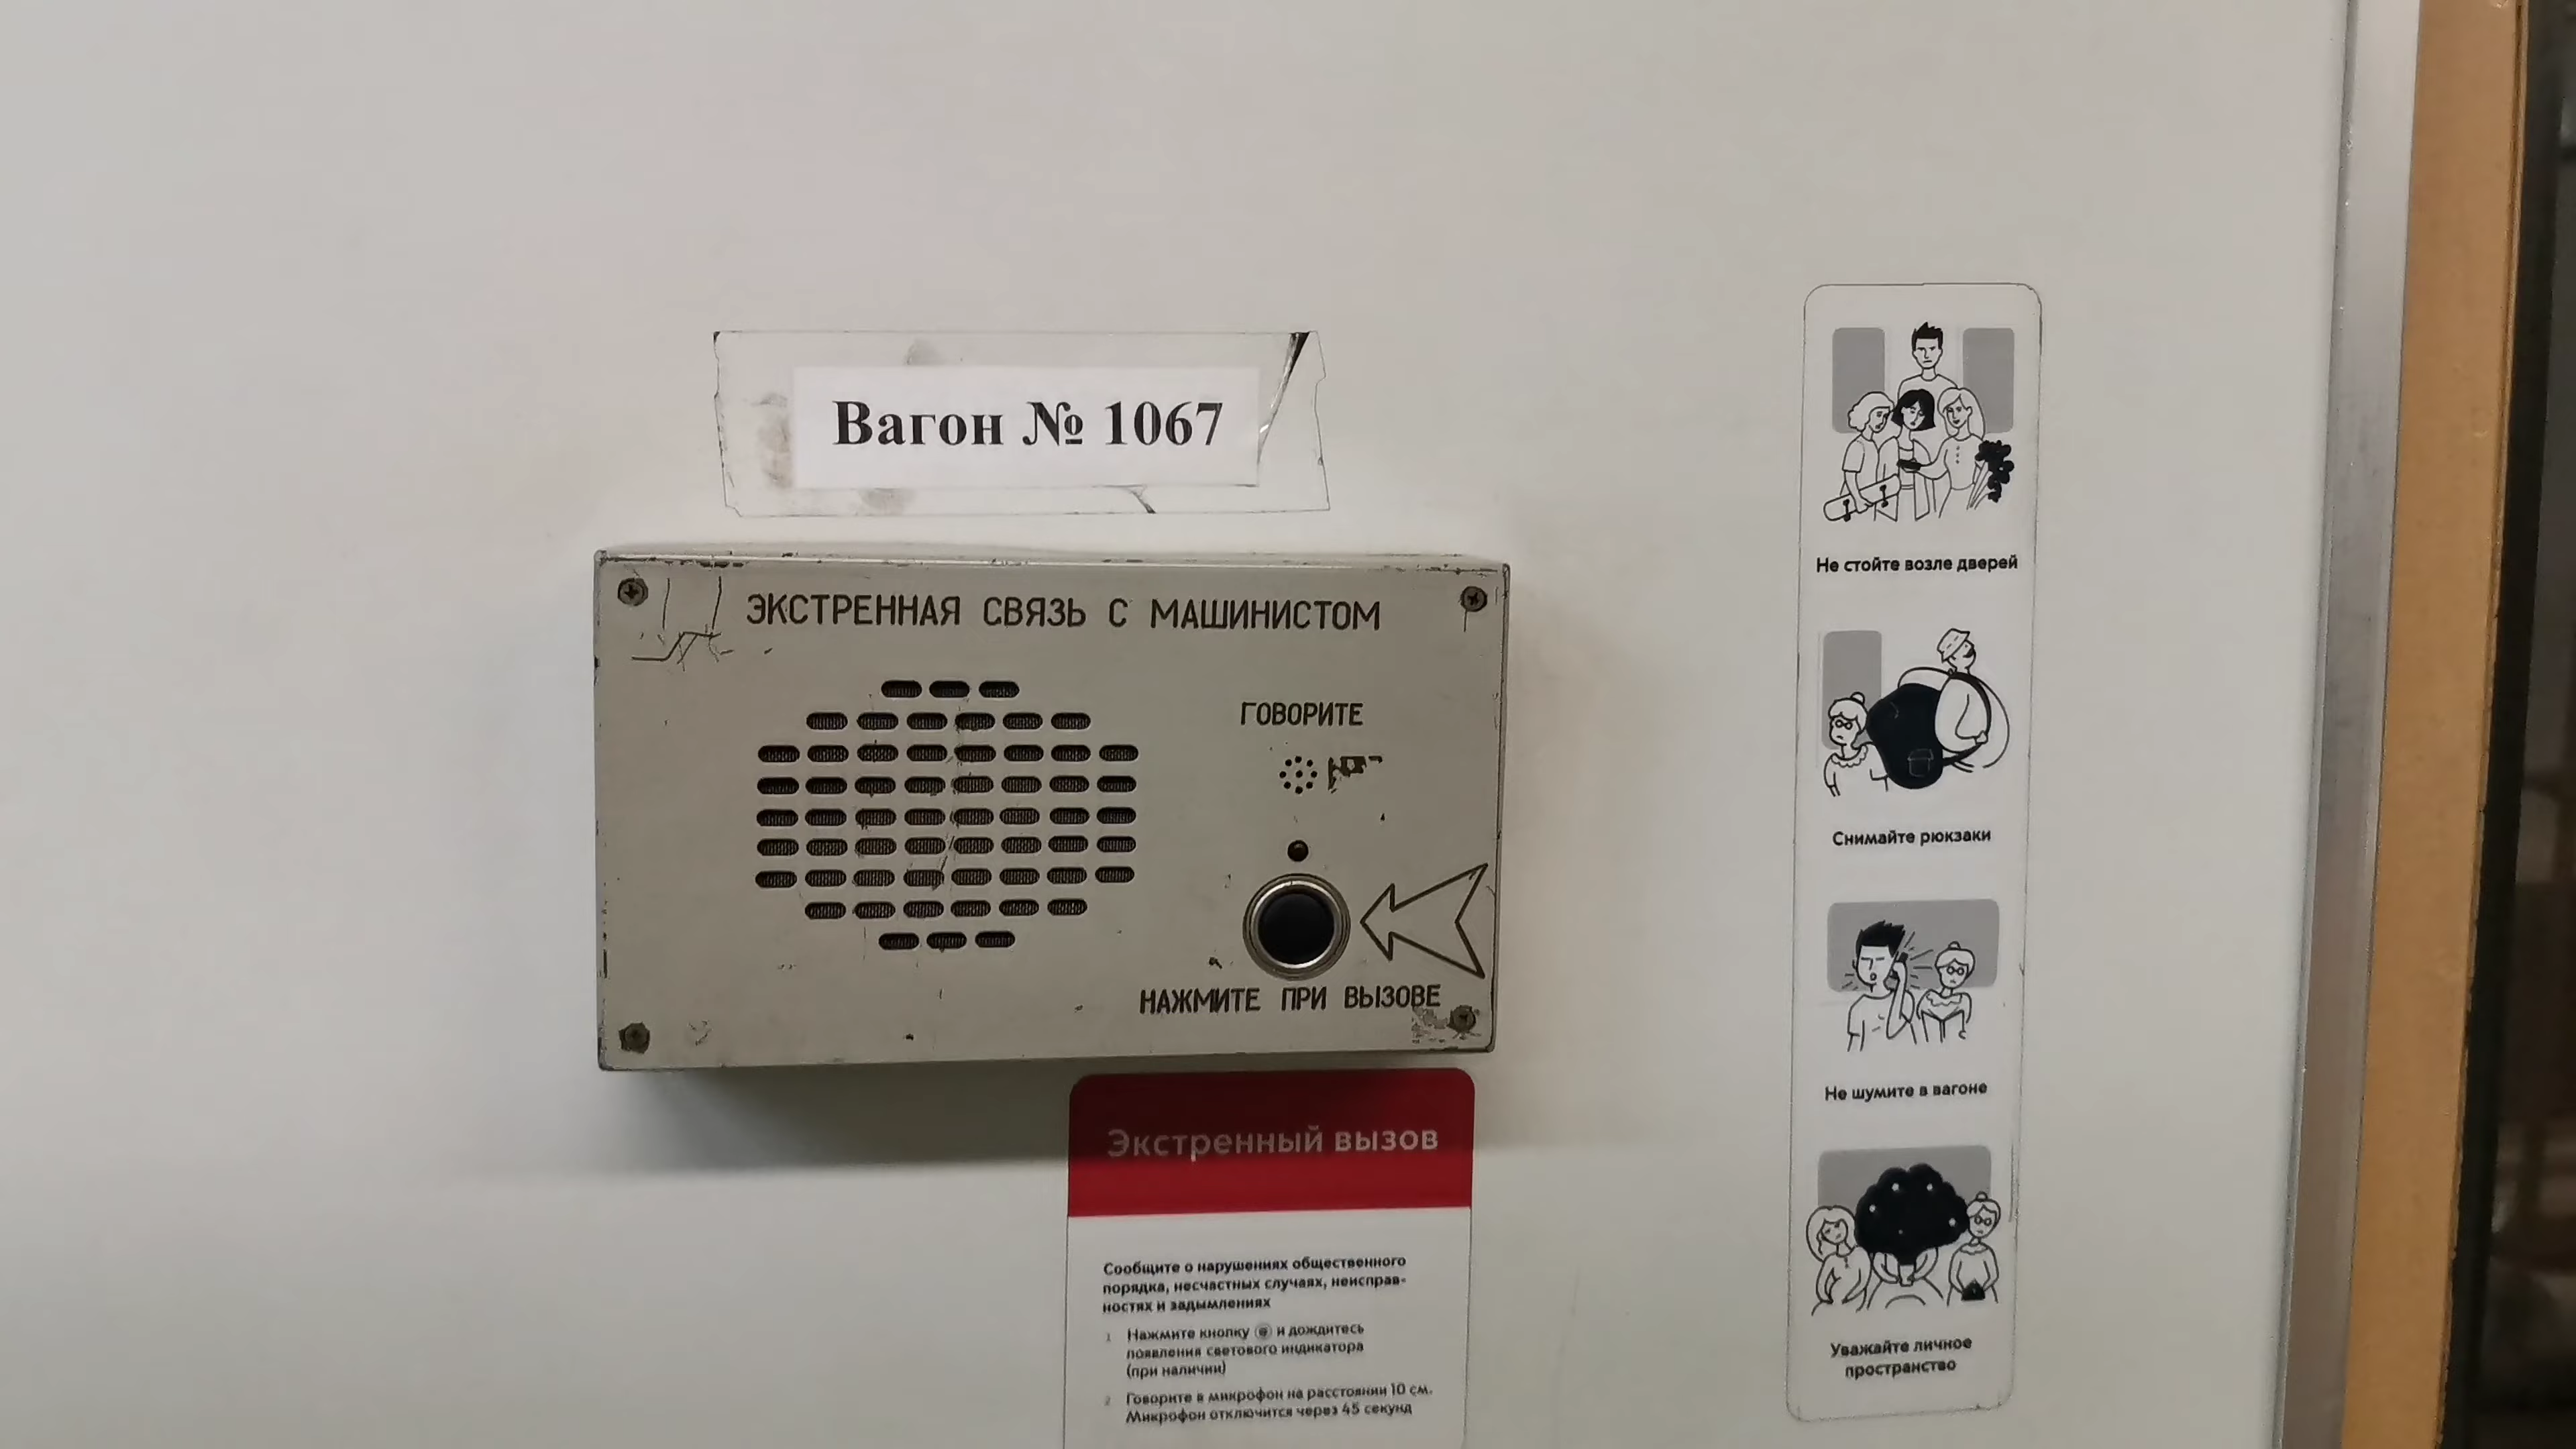 Вагон № 1067
ЭКСТРЕННАЯ СВЯЗЬ С МАШИНИСТОМ
ГОВОРИТЕ
НАЖМИТЕ ПРИ ВЫЗОВЕ
Экстренный вызов
Сообщите о нарушениях общественного
порядка, несчастных случаях, неисправ-
ностях и задымлениях
1 Нажмите кнопку и дождитесь
появления светового индикатора
(при наличии)
2 Говорите в микрофон на расстоянии 10 см.
Микрофон отключится через 45 секунд
Не стойте возле дверей
Снимайте рюкзаки
Не шумите в вагоне
Уважайте личное
пространство